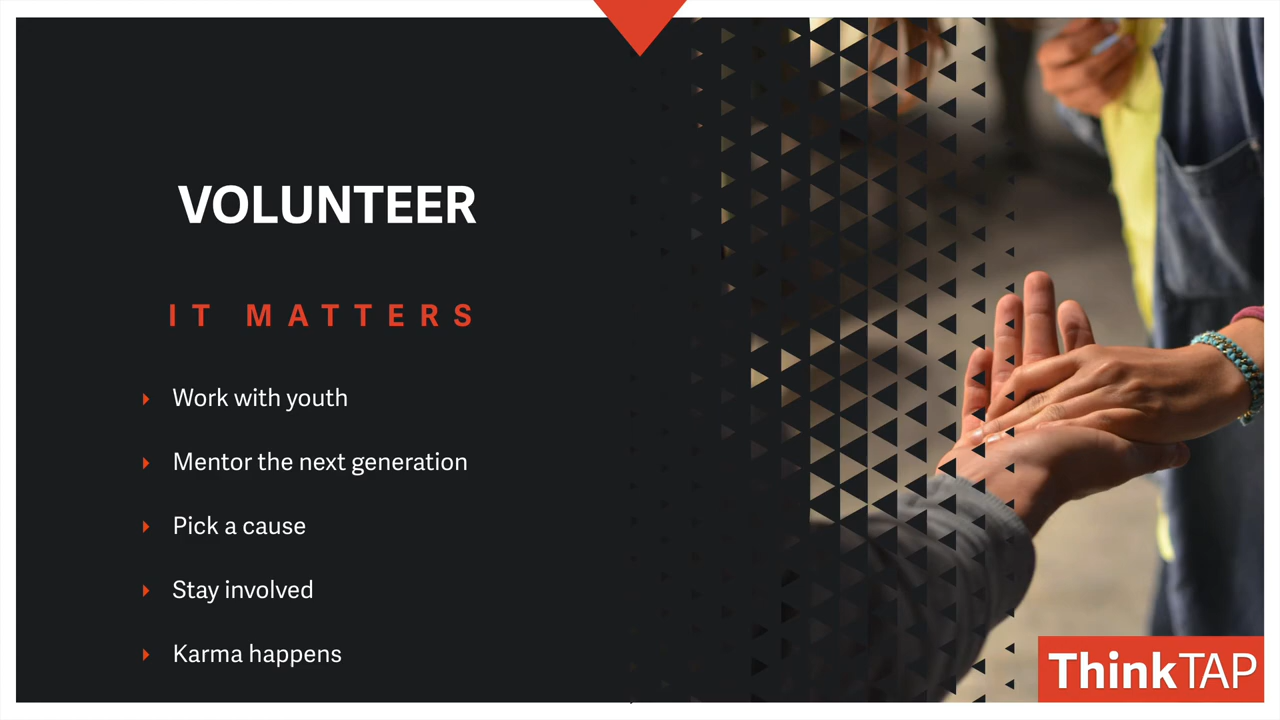 VOLUNTEER
IT MATTERS
Work with youth
Mentor the next generation
Pick a cause
Stay involved
Karma happens
ThinkTAP